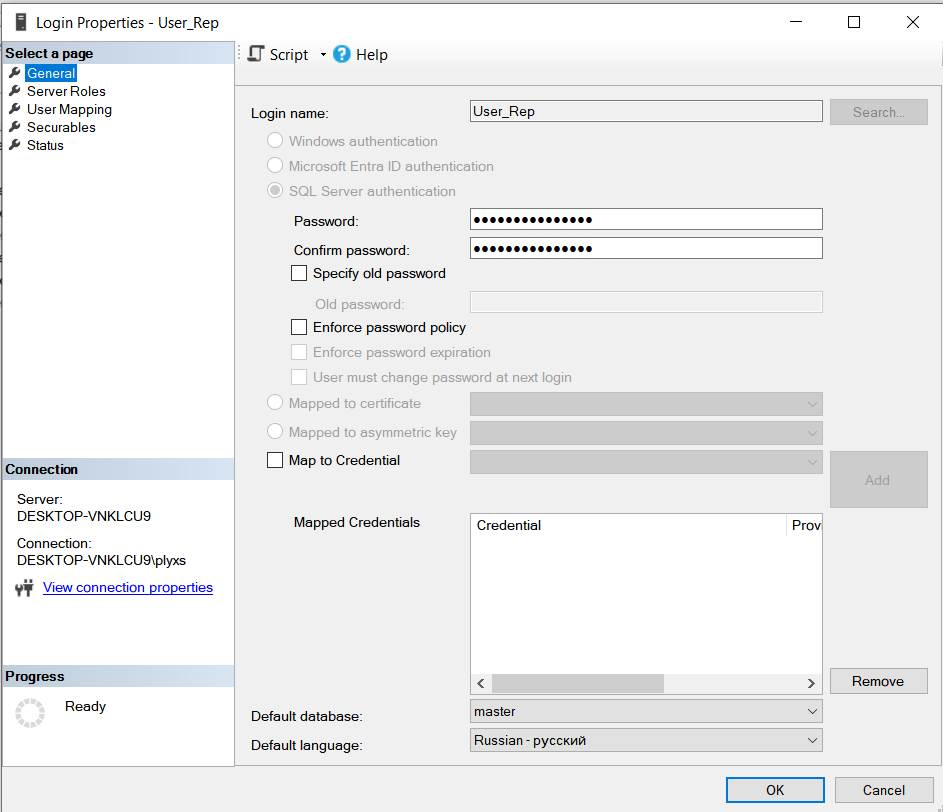 Login Properties - User_Rep
Select a page
General
Server Roles
User Mapping
Securables
Status
Script
Help
Login name:
User_Rep
Search...
Windows authentication
Microsoft Entra ID authentication
SQL Server authentication
Password:
●●●●●●●●●●●●●●●
Confirm password:
●●●●●●●●●●●●●●●
Specify old password
Old password:
Enforce password policy
Enforce password expiration
User must change password at next login
Mapped to certificate
Mapped to asymmetric key
Map to Credential
Add
Mapped Credentials
Credential
Prov
Remove
Default database:
master
Default language:
Russian - русский
Connection
Server:
DESKTOP-VNKLCU9
Connection:
DESKTOP-VNKLCU9\plyxs
View connection properties
Progress
Ready
OK
Cancel